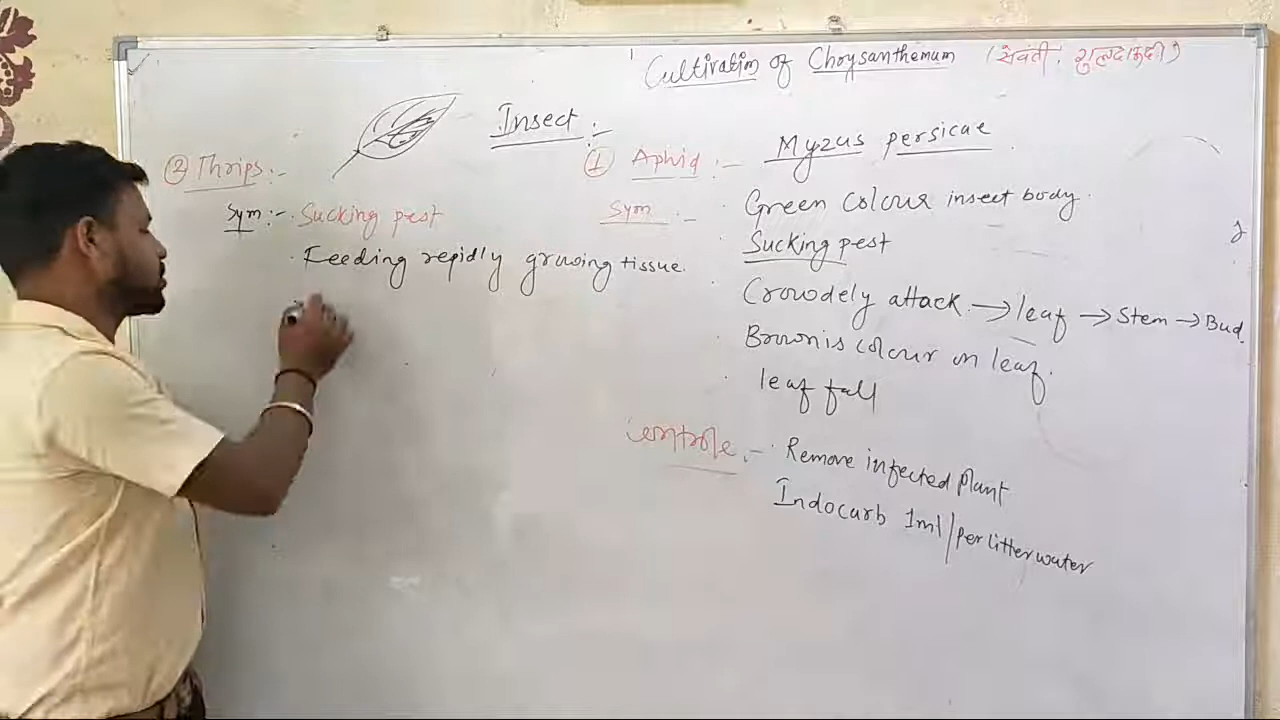 Cultivation of Chrysanthemum (सेवंती, गुलदाऊदी)
Insect :-
① Aphid :- Myzus persicae
Sym :- · Green colour insect body.
· Sucking pest
· Crowdely attack → leaf → Stem → Bud
· Brownis colour on leaf.
· leaf fall
Controle :- · Remove infected plant
Indocarb 1ml/per litter water
② Thrips :-
Sym :- · Sucking pest
· Feeding repidly growing tissue.